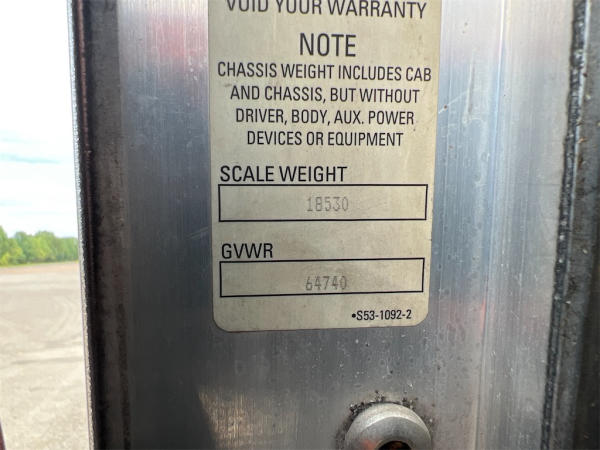 VOID YOUR WARRANTY
NOTE
CHASSIS WEIGHT INCLUDES CAB
AND CHASSIS, BUT WITHOUT
DRIVER, BODY, AUX. POWER
DEVICES OR EQUIPMENT
SCALE WEIGHT
18530
GVWR
64740
•S53-1092-2